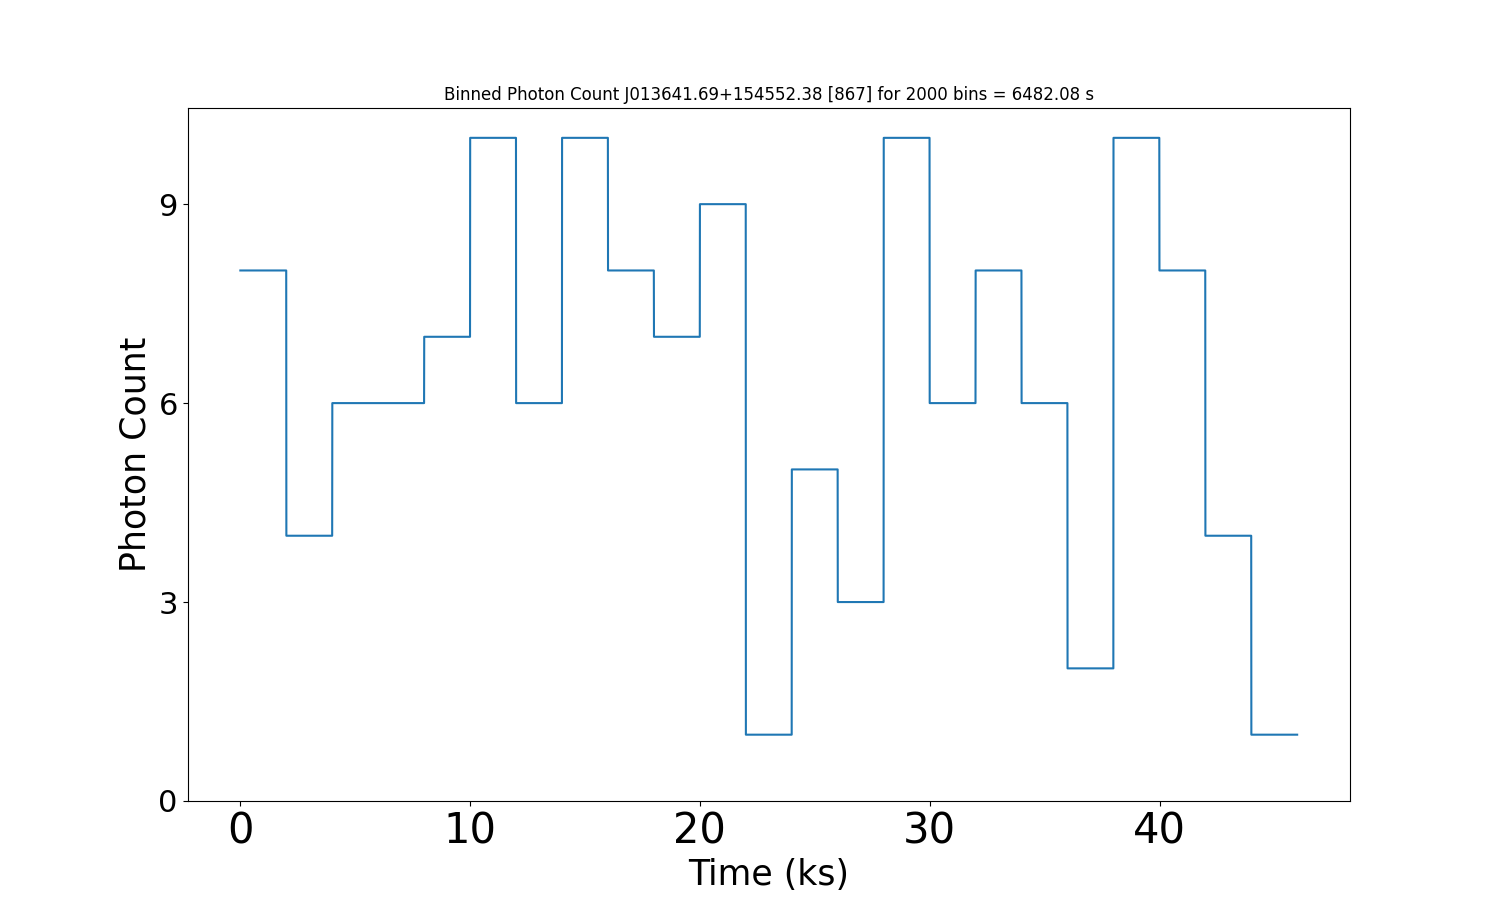 Binned Photon Count J013641.69+154552.38 [867] for 2000 bins = 6482.08 s
Photon Count
9
6
3
0
0 10 20 30 40
Time (ks)